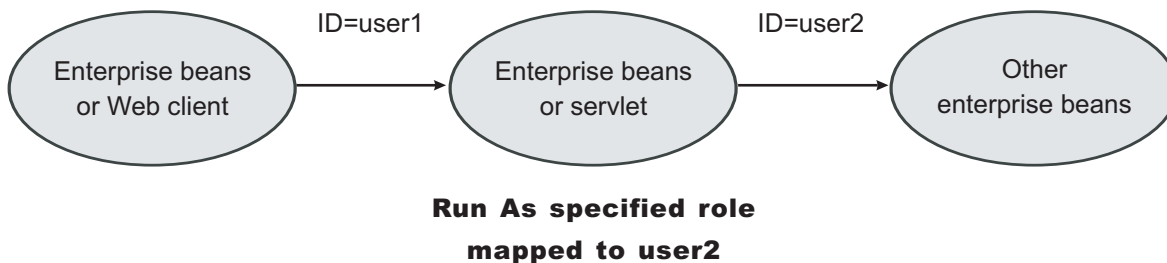 ID=user1
ID=user2
Enterprise beans
or Web client
Enterprise beans
or servlet
Other
enterprise beans
Run As specified role
mapped to user2